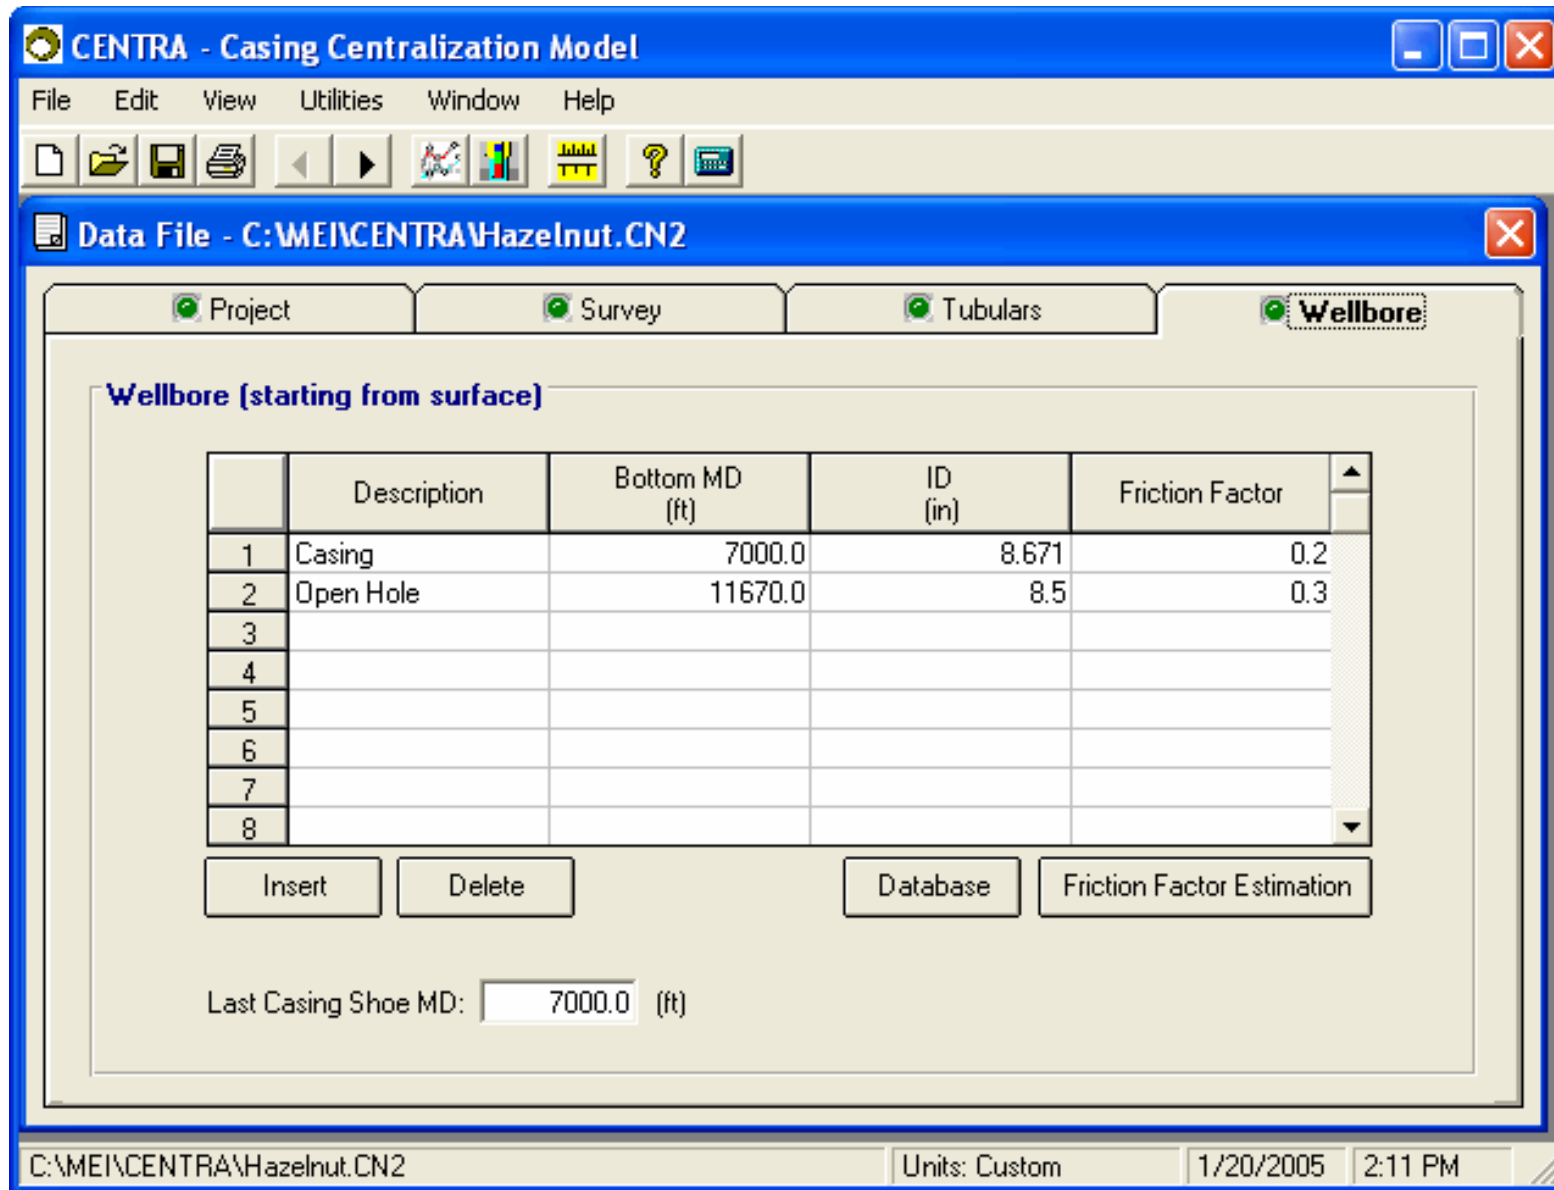 CENTRA - Casing Centralization Model
File Edit View Utilities Window Help
Data File - C:\MEI\CENTRA\Hazelnut.CN2
Project Survey Tubulars Wellbore
Wellbore (starting from surface)
Description Bottom MD (ft) ID (in) Friction Factor
1 Casing 7000.0 8.671 0.2
2 Open Hole 11670.0 8.5 0.3
3
4
5
6
7
8
Insert Delete Database Friction Factor Estimation
Last Casing Shoe MD: 7000.0 (ft)
C:\MEI\CENTRA\Hazelnut.CN2 Units: Custom 1/20/2005 2:11 PM